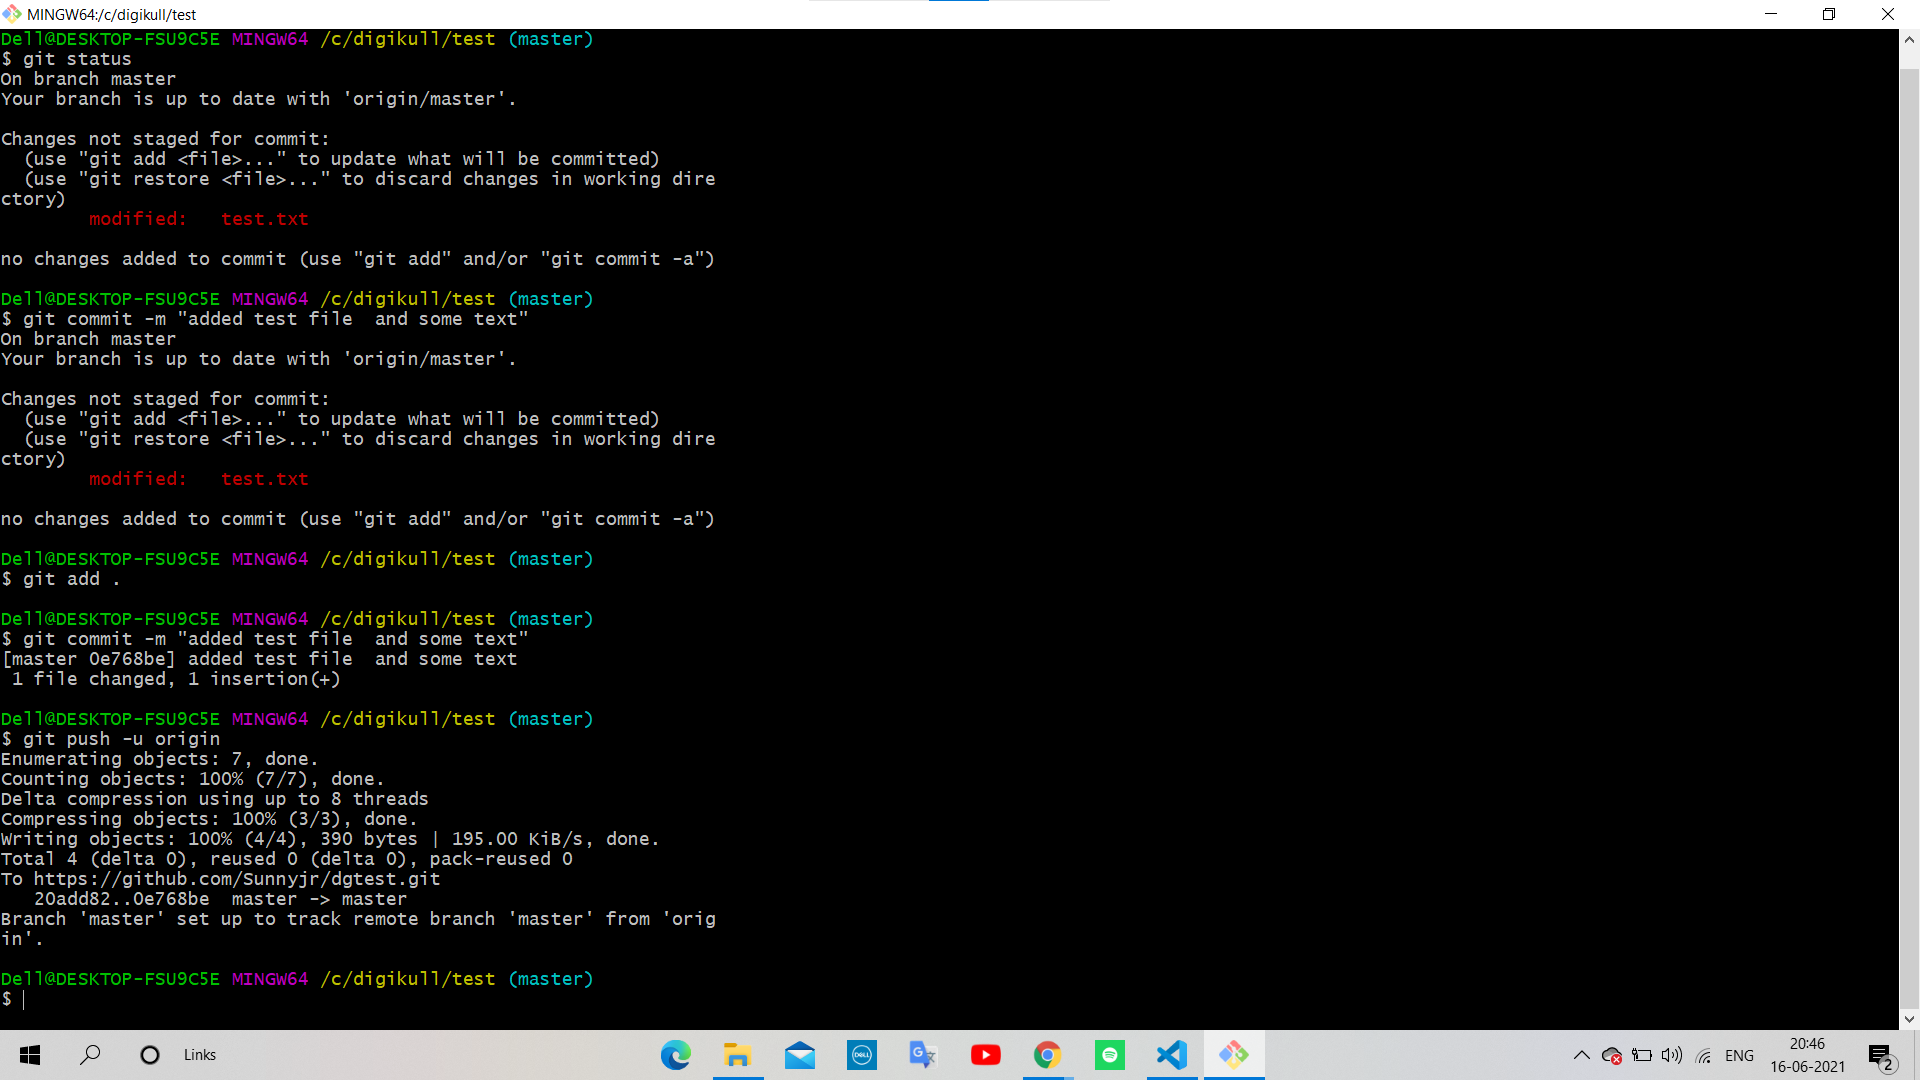 MINGW64:/c/digikull/test
Dell@DESKTOP-FSU9C5E MINGW64 /c/digikull/test (master)
$ git status
On branch master
Your branch is up to date with 'origin/master'.
Changes not staged for commit:
  (use "git add <file>..." to update what will be committed)
  (use "git restore <file>..." to discard changes in working dire
ctory)
        modified:   test.txt
no changes added to commit (use "git add" and/or "git commit -a")
Dell@DESKTOP-FSU9C5E MINGW64 /c/digikull/test (master)
$ git commit -m "added test file  and some text"
On branch master
Your branch is up to date with 'origin/master'.
Changes not staged for commit:
  (use "git add <file>..." to update what will be committed)
  (use "git restore <file>..." to discard changes in working dire
ctory)
        modified:   test.txt
no changes added to commit (use "git add" and/or "git commit -a")
Dell@DESKTOP-FSU9C5E MINGW64 /c/digikull/test (master)
$ git add .
Dell@DESKTOP-FSU9C5E MINGW64 /c/digikull/test (master)
$ git commit -m "added test file  and some text"
[master 0e768be] added test file  and some text
 1 file changed, 1 insertion(+)
Dell@DESKTOP-FSU9C5E MINGW64 /c/digikull/test (master)
$ git push -u origin
Enumerating objects: 7, done.
Counting objects: 100% (7/7), done.
Delta compression using up to 8 threads
Compressing objects: 100% (3/3), done.
Writing objects: 100% (4/4), 390 bytes | 195.00 KiB/s, done.
Total 4 (delta 0), reused 0 (delta 0), pack-reused 0
To https://github.com/Sunnyjr/dgtest.git
   20add82..0e768be  master -> master
Branch 'master' set up to track remote branch 'master' from 'orig
in'.
Dell@DESKTOP-FSU9C5E MINGW64 /c/digikull/test (master)
$
Links
DELL
ENG
20:46
16-06-2021
2